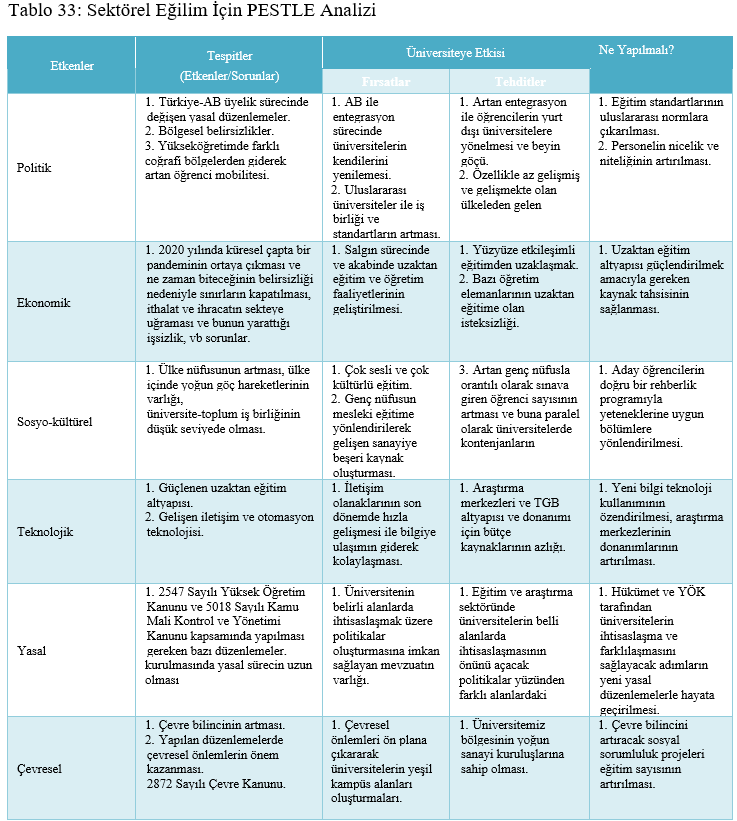 Tablo 33: Sektörel Eğilim İçin PESTLE Analizi
Etkenler
Tespitler
(Etkenler/Sorunlar)
Üniversiteye Etkisi
Ne Yapılmalı?
Fırsatlar
Tehditler
Politik
1. Türkiye-AB üyelik sürecinde
değişen yasal düzenlemeler.
2. Bölgesel belirsizlikler.
3. Yükseköğretimde farklı
coğrafi bölgelerden giderek
artan öğrenci mobilitesi.
1. AB ile
entegrasyon
sürecinde
üniversitelerin
kendilerini
yenilemesi.
2. Uluslararası
üniversiteler ile iş
birliği ve
standartların artması.
1. Artan entegrasyon
ile öğrencilerin yurt
dışı üniversitelere
yönelmesi ve beyin
göçü.
2. Özellikle az gelişmiş
ve gelişmekte olan
ülkeleden gelen
1. Eğitim standartlarının
uluslararası normlara
çıkarılması.
2. Personelin nicelik ve
niteliğinin artırılması.
Ekonomik
1. 2020 yılında küresel çapta bir
pandeminin ortaya çıkması ve
ne zaman biteceğinin belirsizliği
nedeniyle sınırların kapatılması,
ithalat ve ihracatın sekteye
uğraması ve bunun yarattığı
işsizlik, vb sorunlar.
1. Salgın sürecinde
ve akabinde uzaktan
eğitim ve öğretim
faaliyetlerinin
geliştirilmesi.
1. Yüzyüze etkileşimli
eğitimden uzaklaşmak.
2. Bazı öğretim
elemanlarının uzaktan
eğitime olan
isteksizliği.
1. Uzaktan eğitim
altyapısı güçlendirilmek
amacıyla gereken
kaynak tahsisinin
sağlanması.
Sosyo-kültürel
1. Ülke nüfusunun artması, ülke
içinde yoğun göç hareketlerinin
varlığı,
üniversite-toplum iş birliğinin
düşük seviyede olması.
1. Çok sesli ve çok
kültürlü eğitim.
2. Genç nüfusun
mesleki eğitime
yönlendirilerek
gelişen sanayiye
beşeri kaynak
oluşturması.
3. Artan genç nüfusla
orantılı olarak sınava
giren öğrenci sayısının
artması ve buna paralel
olarak üniversitelerde
kontenjanların
1. Aday öğrencilerin
doğru bir rehberlik
programıyla
yeteneklerine uygun
bölümlere
yönlendirilmesi.
Teknolojik
1. Güçlenen uzaktan eğitim
altyapısı.
2. Gelişen iletişim ve otomasyon
teknolojisi.
1. İletişim
olanaklarının son
dönemde hızla
gelişmesi ile bilgiye
ulaşımın giderek
kolaylaşması.
1. Araştırma
merkezleri ve TGB
altyapısı ve donanımı
için bütçe
kaynaklarının azlığı.
1. Yeni bilgi teknoloji
kullanımının
özendirilmesi, araştırma
merkezlerinin
donanımlarının
artırılması.
Yasal
1. 2547 Sayılı Yüksek Öğretim
Kanunu ve 5018 Sayılı Kamu
Mali Kontrol ve Yönetimi
Kanunu kapsamında yapılması
gereken bazı düzenlemeler.
kurulmasında yasal sürecin uzun
olması
1. Üniversitenin
belirli alanlarda
ihtisaslaşmak üzere
politikalar
oluşturmasına imkan
sağlayan mevzuatın
varlığı.
1. Eğitim ve araştırma
sektöründe
üniversitelerin belli
alanlarda
ihtisaslaşmasının
önünü açacak
politikalar yüzünden
farklı alanlardaki
1. Hükümet ve YÖK
tarafından
üniversitelerin
ihtisaslaşma ve
farklılaşmasını
sağlayacak adımların
yeni yasal
düzenlemelerle hayata
geçirilmesi.
Çevresel
1. Çevre bilincinin artması.
2. Yapılan düzenlemelerde
çevresel önlemlerin önem
kazanması.
2872 Sayılı Çevre Kanunu.
1. Çevresel
önlemleri ön plana
çıkararak
üniversitelerin yeşil
kampüs alanları
oluşturmaları.
1. Üniversitemiz
bölgesinin yoğun
sanayi kuruluşlarına
sahip olması.
1. Çevre bilincini
artıracak sosyal
sorumluluk projeleri
eğitim sayısının
artırılması.